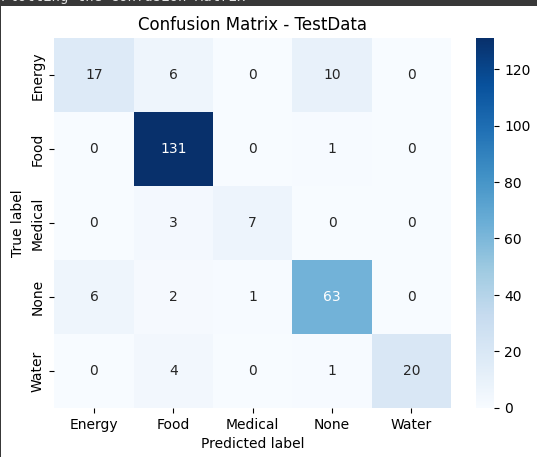 Confusion Matrix - TestData
Energy 17 6 0 10 0
Food 0 131 0 1 0
Medical 0 3 7 0 0
None 6 2 1 63 0
Water 0 4 0 1 20
Energy Food Medical None Water
Predicted label
True label
120
100
80
60
40
20
0